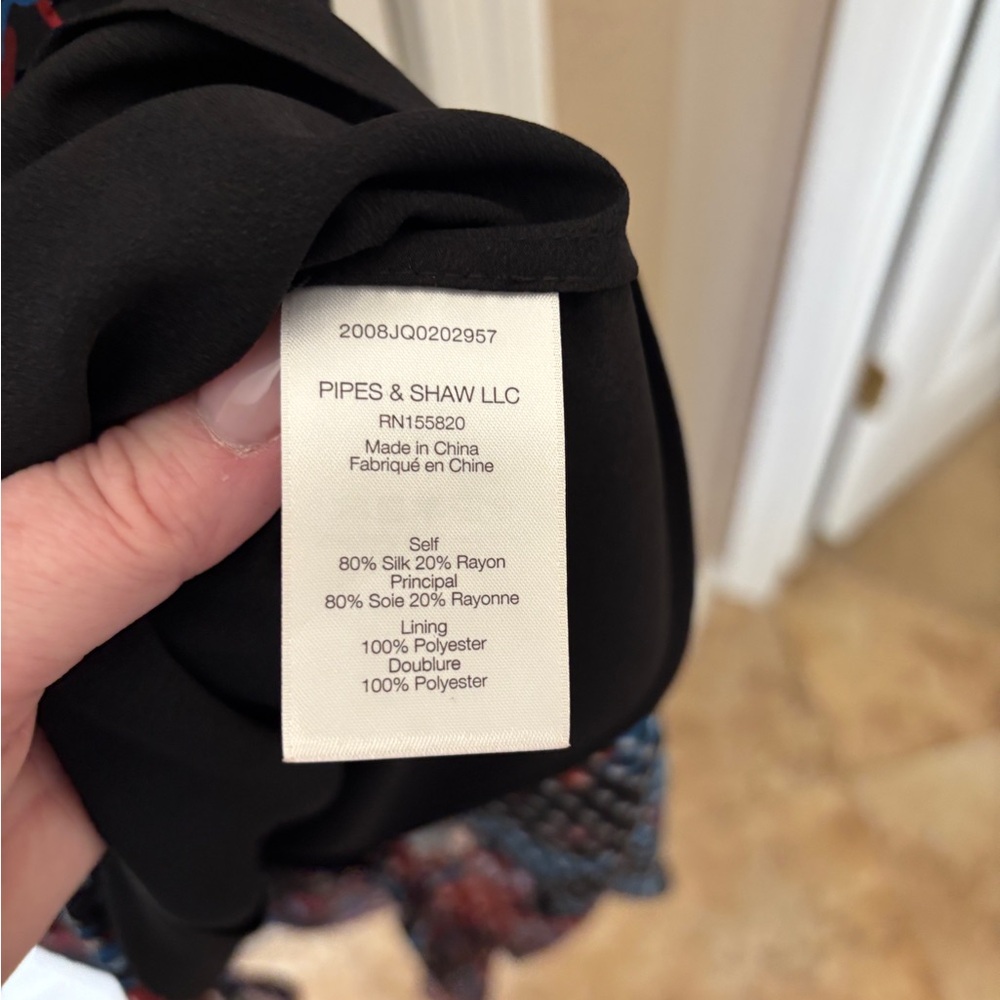 2008JQ0202957
PIPES & SHAW LLC
RN155820
Made in China
Fabriqué en Chine
Self
80% Silk 20% Rayon
Principal
80% Soie 20% Rayonne
Lining
100% Polyester
Doublure
100% Polyester